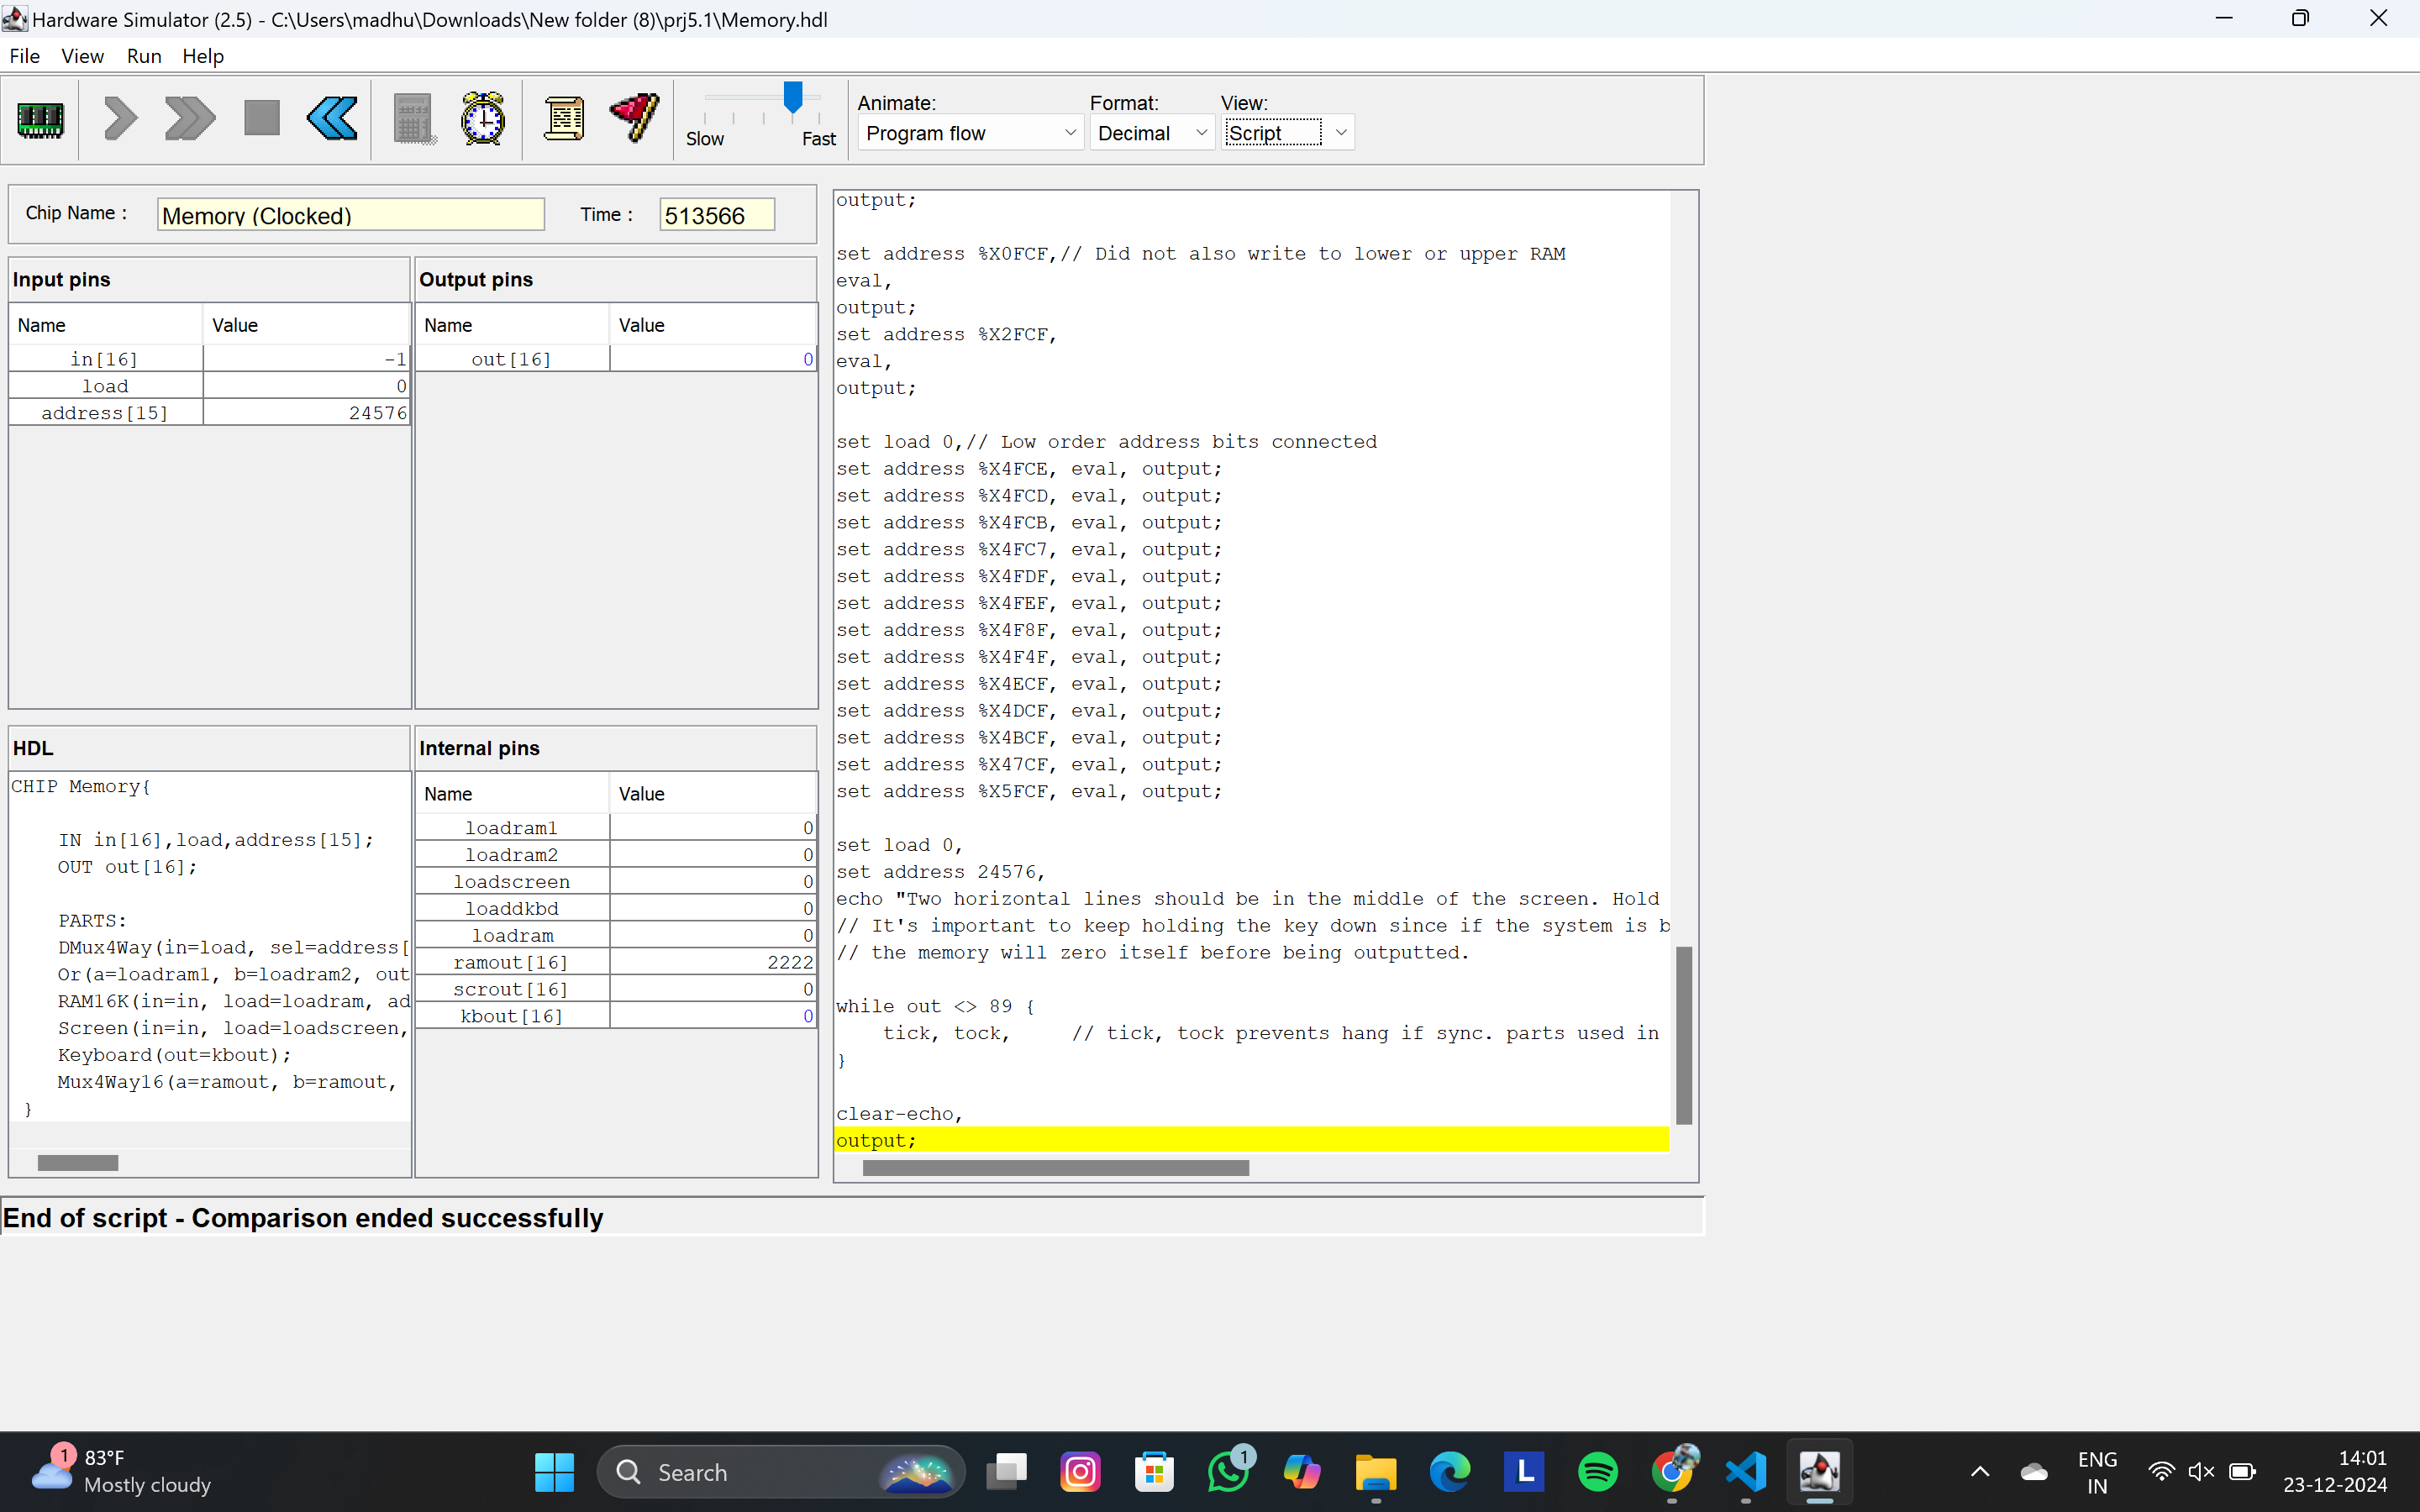 Hardware Simulator (2.5) - C:\Users\madhu\Downloads\New folder (8)\prj5.1\Memory.hdl
File View Run Help
Slow Fast
Animate: Format: View:
Program flow Decimal Script
Chip Name : Memory (Clocked) Time : 513566
Input pins
Name Value
in[16] -1
load 0
address[15] 24576
Output pins
Name Value
out[16] 0
HDL
CHIP Memory{
IN in[16],load,address[15];
OUT out[16];
PARTS:
DMux4Way(in=load, sel=address[
Or(a=loadram1, b=loadram2, out
RAM16K(in=in, load=loadram, ad
Screen(in=in, load=loadscreen,
Keyboard(out=kbout);
Mux4Way16(a=ramout, b=ramout,
}
Internal pins
Name Value
loadram1 0
loadram2 0
loadscreen 0
loaddkbd 0
loadram 0
ramout[16] 2222
scrout[16] 0
kbout[16] 0
output;
set address %X0FCF,// Did not also write to lower or upper RAM
eval,
output;
set address %X2FCF,
eval,
output;
set load 0,// Low order address bits connected
set address %X4FCE, eval, output;
set address %X4FCD, eval, output;
set address %X4FCB, eval, output;
set address %X4FC7, eval, output;
set address %X4FDF, eval, output;
set address %X4FEF, eval, output;
set address %X4F8F, eval, output;
set address %X4F4F, eval, output;
set address %X4ECF, eval, output;
set address %X4DCF, eval, output;
set address %X4BCF, eval, output;
set address %X47CF, eval, output;
set address %X5FCF, eval, output;
set load 0,
set address 24576,
echo "Two horizontal lines should be in the middle of the screen. Hold
// It's important to keep holding the key down since if the system is b
// the memory will zero itself before being outputted.
while out <> 89 {
tick, tock, // tick, tock prevents hang if sync. parts used in
}
clear-echo,
output;
End of script - Comparison ended successfully
1
83°F
Mostly cloudy
Search
1
L
ENG
IN
14:01
23-12-2024